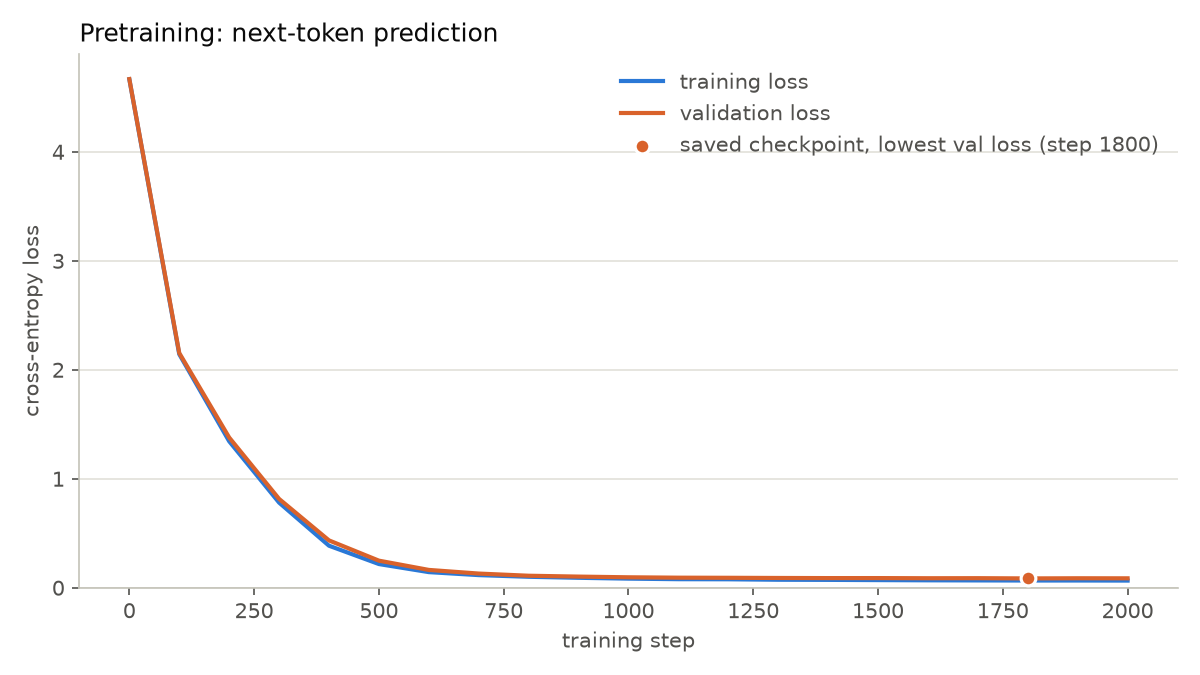 Pretraining: next-token prediction
training loss
validation loss
saved checkpoint, lowest val loss (step 1800)
cross-entropy loss
4
3
2
1
0
0 250 500 750 1000 1250 1500 1750 2000
training step